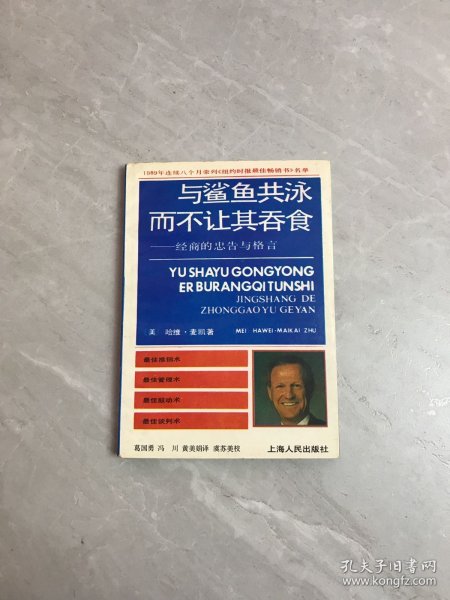 1989年连续八个月荣列《纽约时报最佳畅销书》名单
与鲨鱼共泳
而不让其吞食
——经商的忠告与格言
YU SHAYU GONGYONG
ER BURANGQI TUNSHI
JINGSHANG DE
ZHONGGAO YU GEYAN
美 哈维·麦凯著
MEI HAWEI-MAIKAI ZHU
最佳推销术
最佳管理术
最佳鼓动术
最佳谈判术
葛国勇 冯川 黄美娟译 虞苏美校
上海人民出版社
孔夫子旧书网
www.kongfz.com